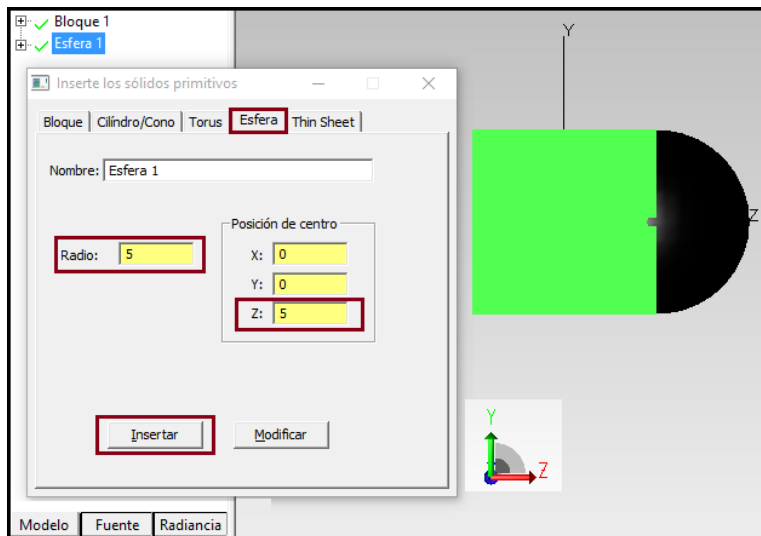 Bloque 1
Esfera 1
Inserte los sólidos primitivos
Bloque Cilíndro/Cono Torus Esfera Thin Sheet
Nombre: Esfera 1
Radio: 5
Posición de centro
X: 0
Y: 0
Z: 5
Insertar Modificar
Modelo Fuente Radiancia
Y
Z
Y
Z